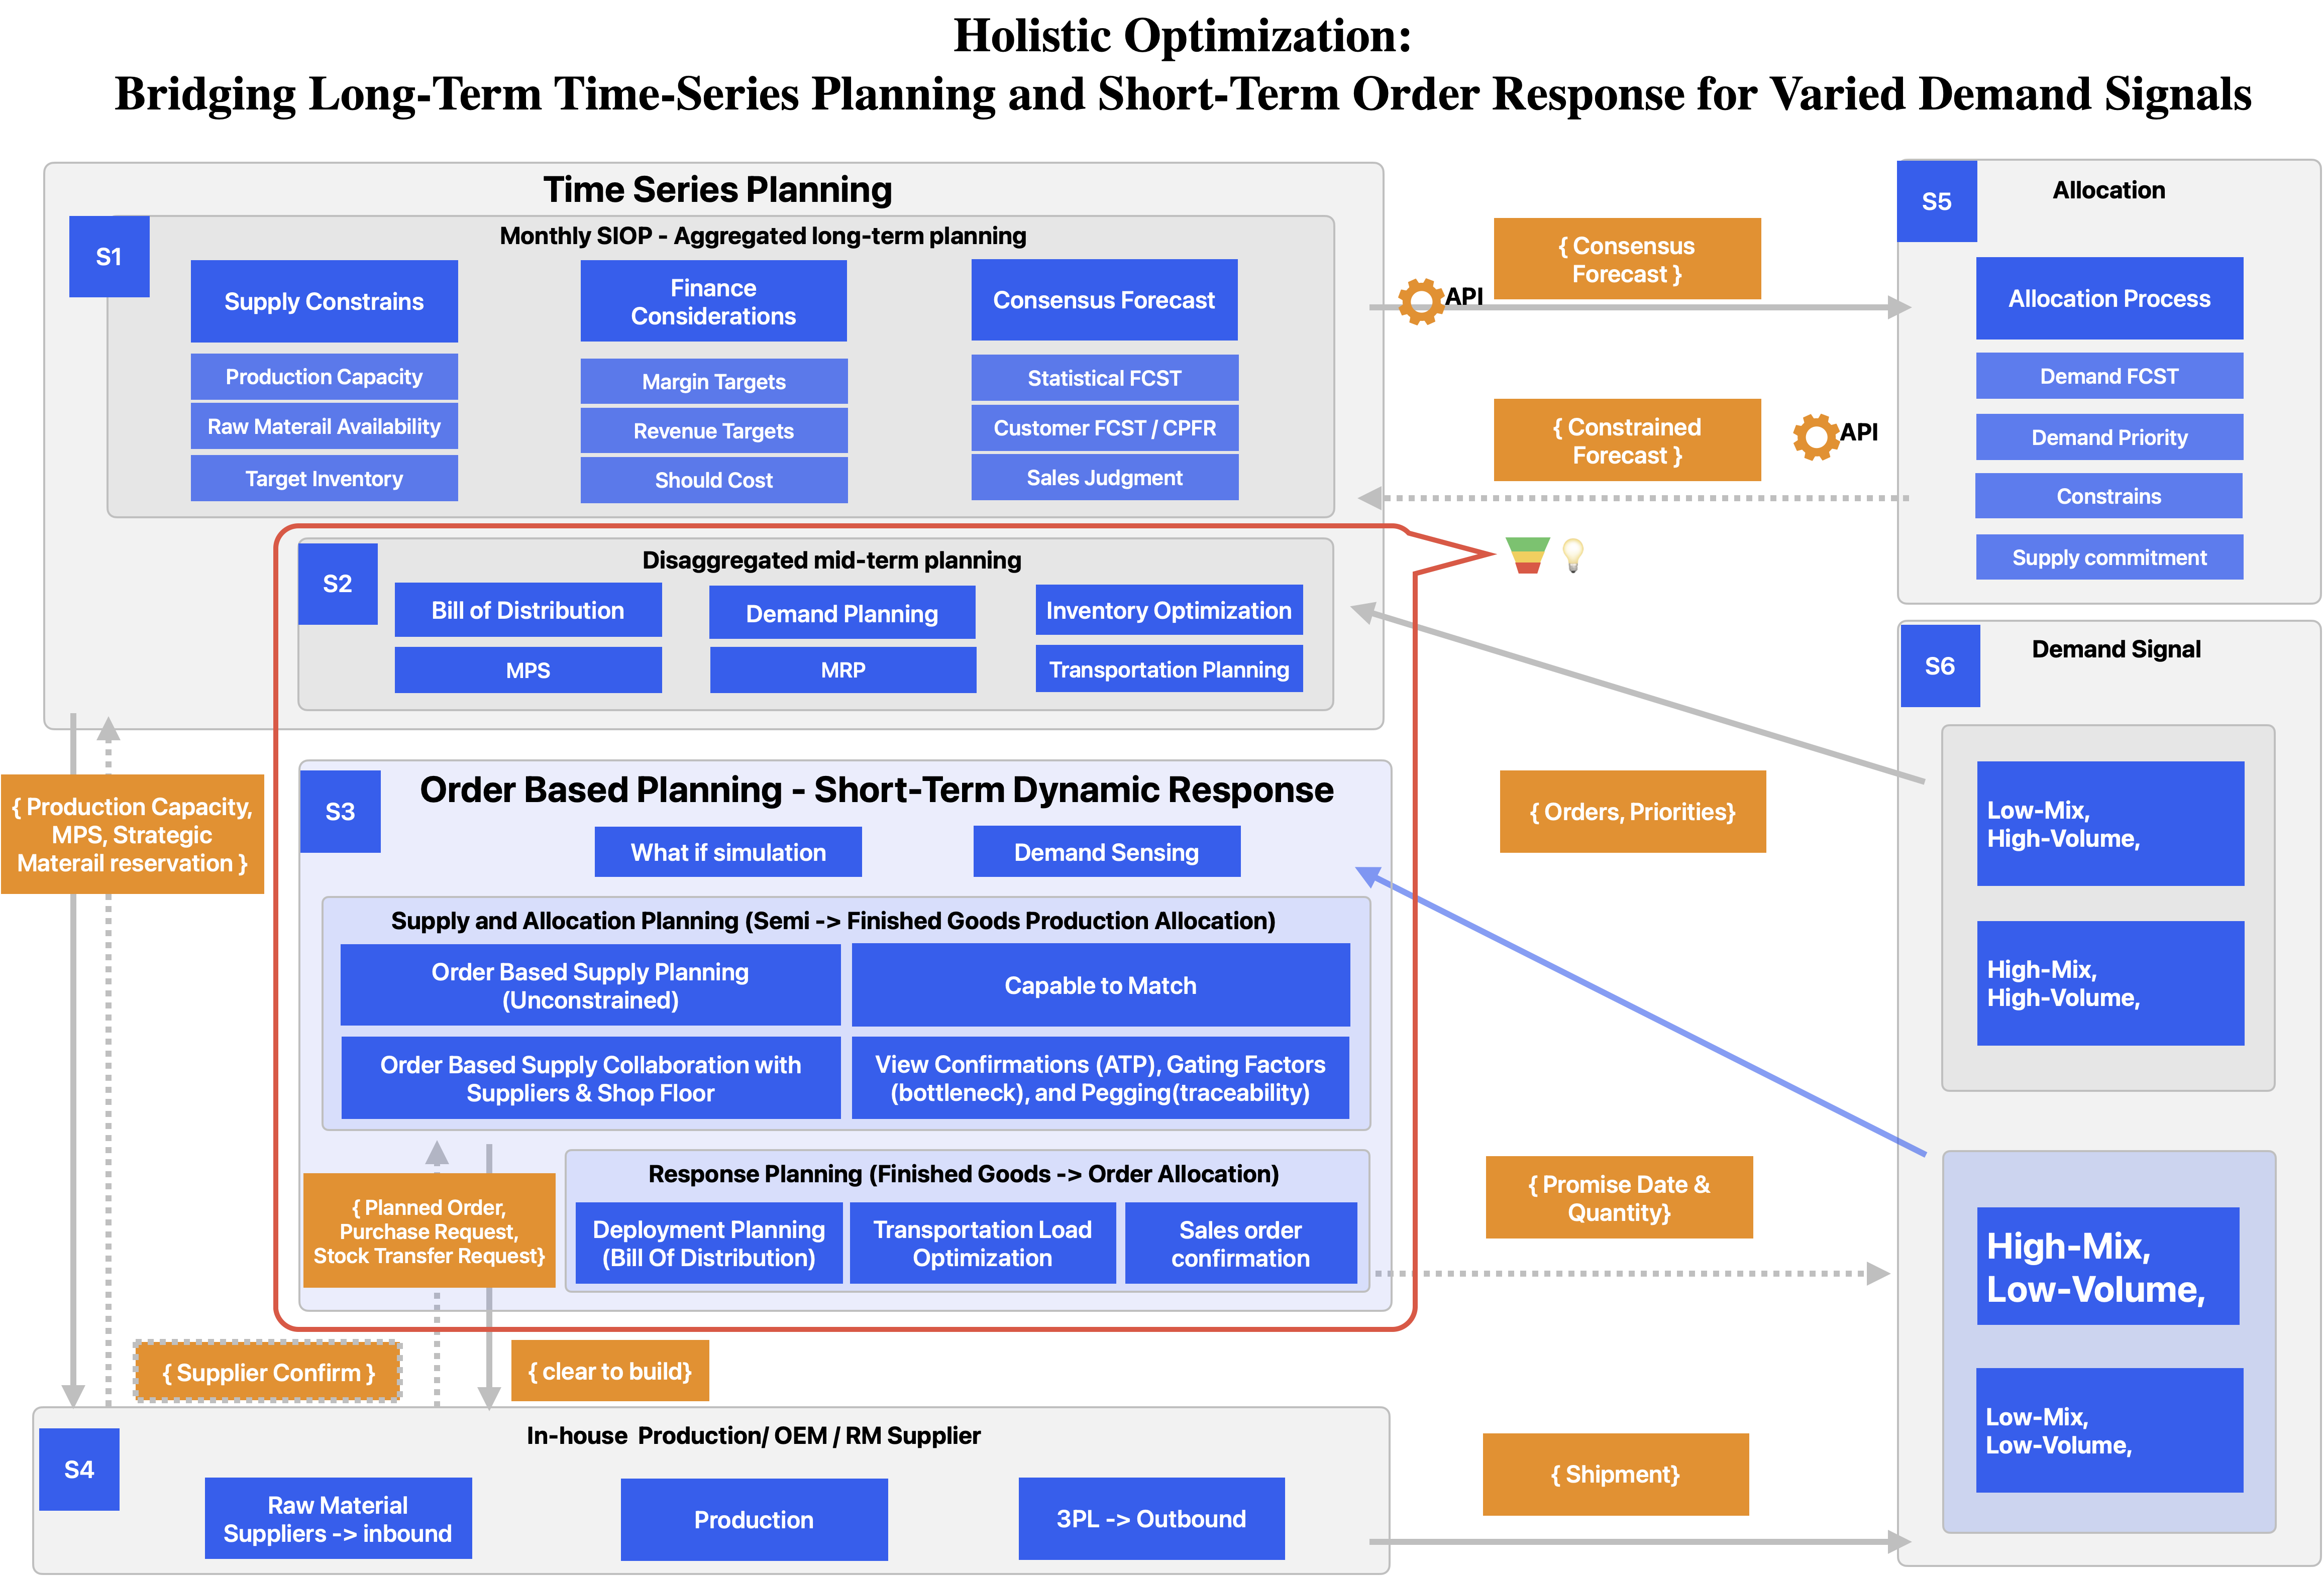 Holistic Optimization:
Bridging Long-Term Time-Series Planning and Short-Term Order Response for Varied Demand Signals
Time Series Planning
S1
Monthly SIOP - Aggregated long-term planning
Supply Constrains
Production Capacity
Raw Materail Availability
Target Inventory
Finance
Considerations
Margin Targets
Revenue Targets
Should Cost
Consensus Forecast
Statistical FCST
Customer FCST / CPFR
Sales Judgment
S2
Disaggregated mid-term planning
Bill of Distribution
Demand Planning
Inventory Optimization
MPS
MRP
Transportation Planning
API
{ Consensus
Forecast }
{ Constrained
Forecast }
API
S5
Allocation
Allocation Process
Demand FCST
Demand Priority
Constrains
Supply commitment
{ Production Capacity,
MPS, Strategic
Materail reservation }
S3
Order Based Planning - Short-Term Dynamic Response
What if simulation
Demand Sensing
Supply and Allocation Planning (Semi -> Finished Goods Production Allocation)
Order Based Supply Planning
(Unconstrained)
Capable to Match
Order Based Supply Collaboration with
Suppliers & Shop Floor
View Confirmations (ATP), Gating Factors
(bottleneck), and Pegging(traceability)
{ Planned Order,
Purchase Request,
Stock Transfer Request}
Response Planning (Finished Goods -> Order Allocation)
Deployment Planning
(Bill Of Distribution)
Transportation Load
Optimization
Sales order
confirmation
{ Orders, Priorities}
{ Promise Date &
Quantity}
S6
Demand Signal
Low-Mix,
High-Volume,
High-Mix,
High-Volume,
High-Mix,
Low-Volume,
Low-Mix,
Low-Volume,
{ Supplier Confirm }
{ clear to build}
S4
In-house Production/ OEM / RM Supplier
Raw Material
Suppliers -> inbound
Production
3PL -> Outbound
{ Shipment}